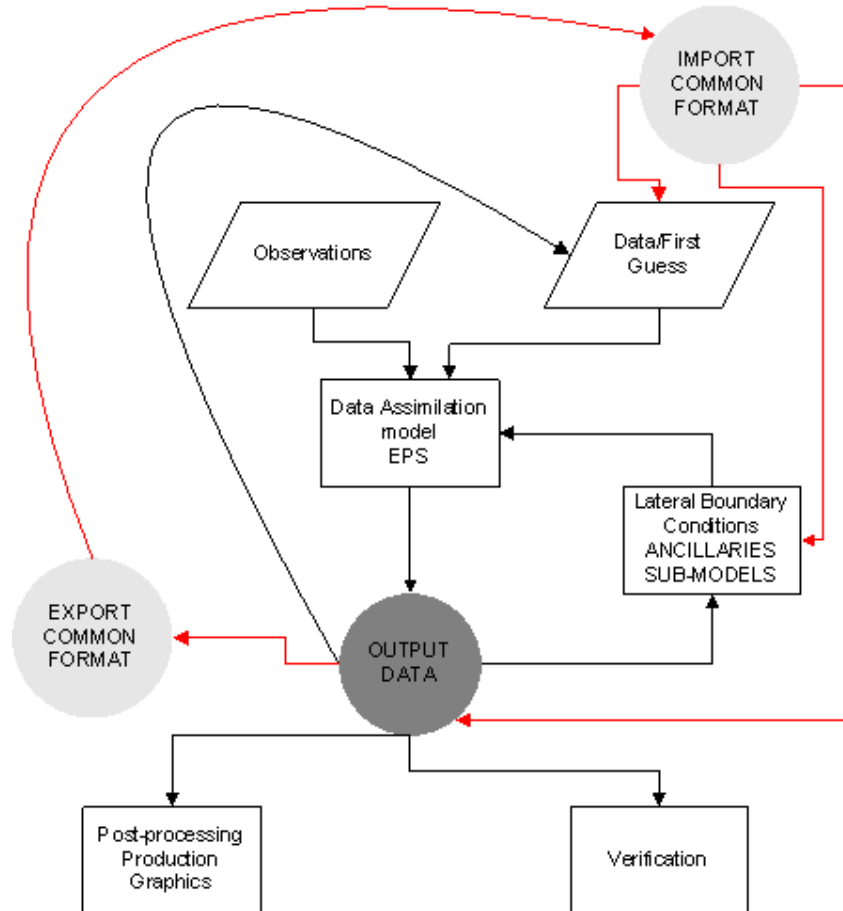 IMPORT
COMMON
FORMAT
Observations
Data/First
Guess
Data Assimilation
model
EPS
Lateral Boundary
Conditions
ANCILLARIES
SUB-MODELS
EXPORT
COMMON
FORMAT
OUTPUT
DATA
Post-processing
Production
Graphics
Verification